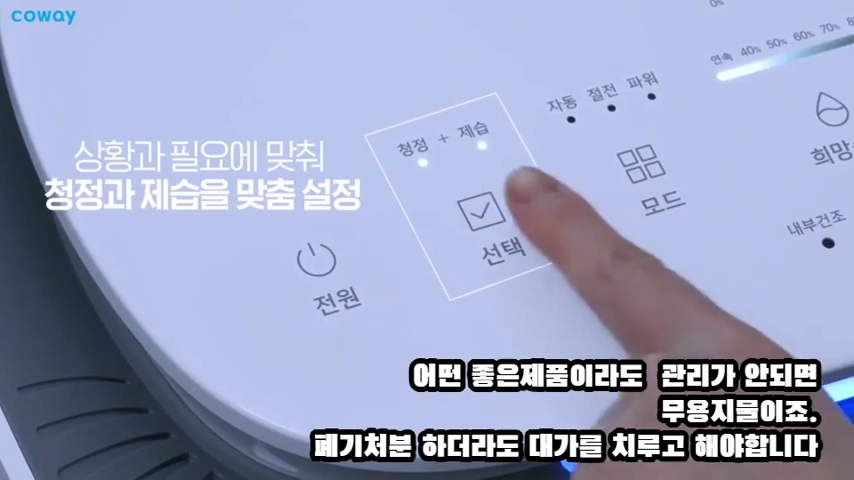 coway
상황과 필요에 맞춰
청정과 제습을 맞춤 설정
청정 + 제습
선택
전원
자동 절전 파워
모드
0%
연속 40% 50% 60% 70%
희망
내부건조
어떤 좋은제품이라도 관리가 안되면
무용지물이죠.
폐기처분 하더라도 대가를 치루고 해야합니다